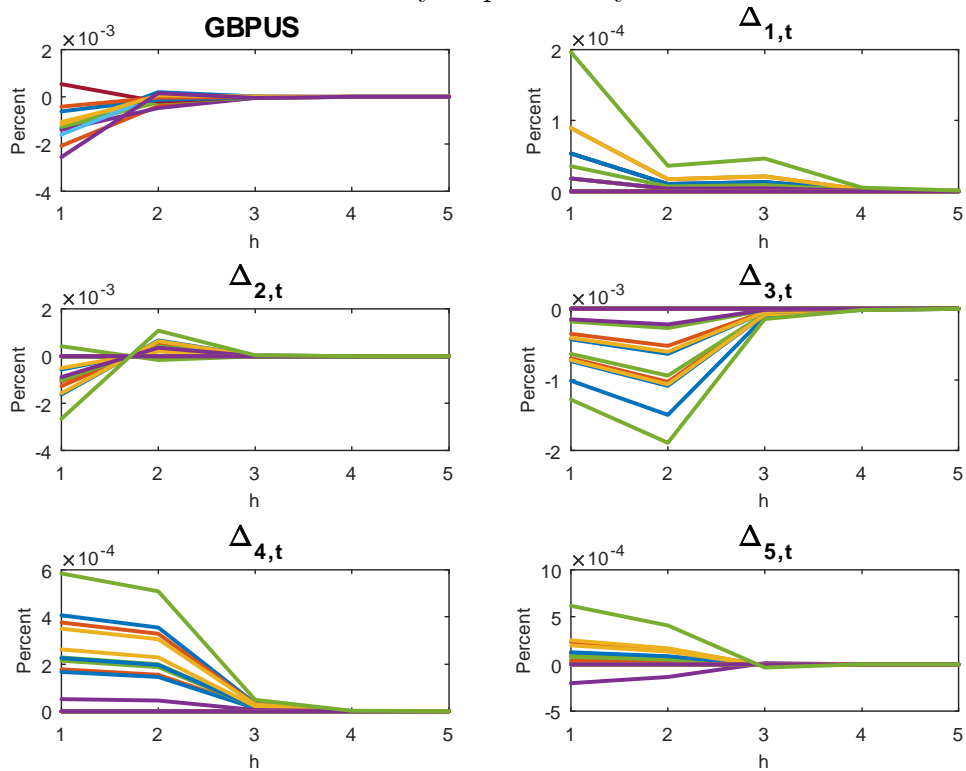 GBPUS
×10⁻³
2
0
-2
-4
Percent
1 2 3 4 5
h
Δ1,t
×10⁻⁴
2
1
0
Percent
1 2 3 4 5
h
Δ2,t
×10⁻³
2
0
-2
-4
Percent
1 2 3 4 5
h
Δ3,t
×10⁻³
0
-1
-2
Percent
1 2 3 4 5
h
Δ4,t
×10⁻⁴
6
4
2
0
Percent
1 2 3 4 5
h
Δ5,t
×10⁻⁴
10
5
0
-5
Percent
1 2 3 4 5
h